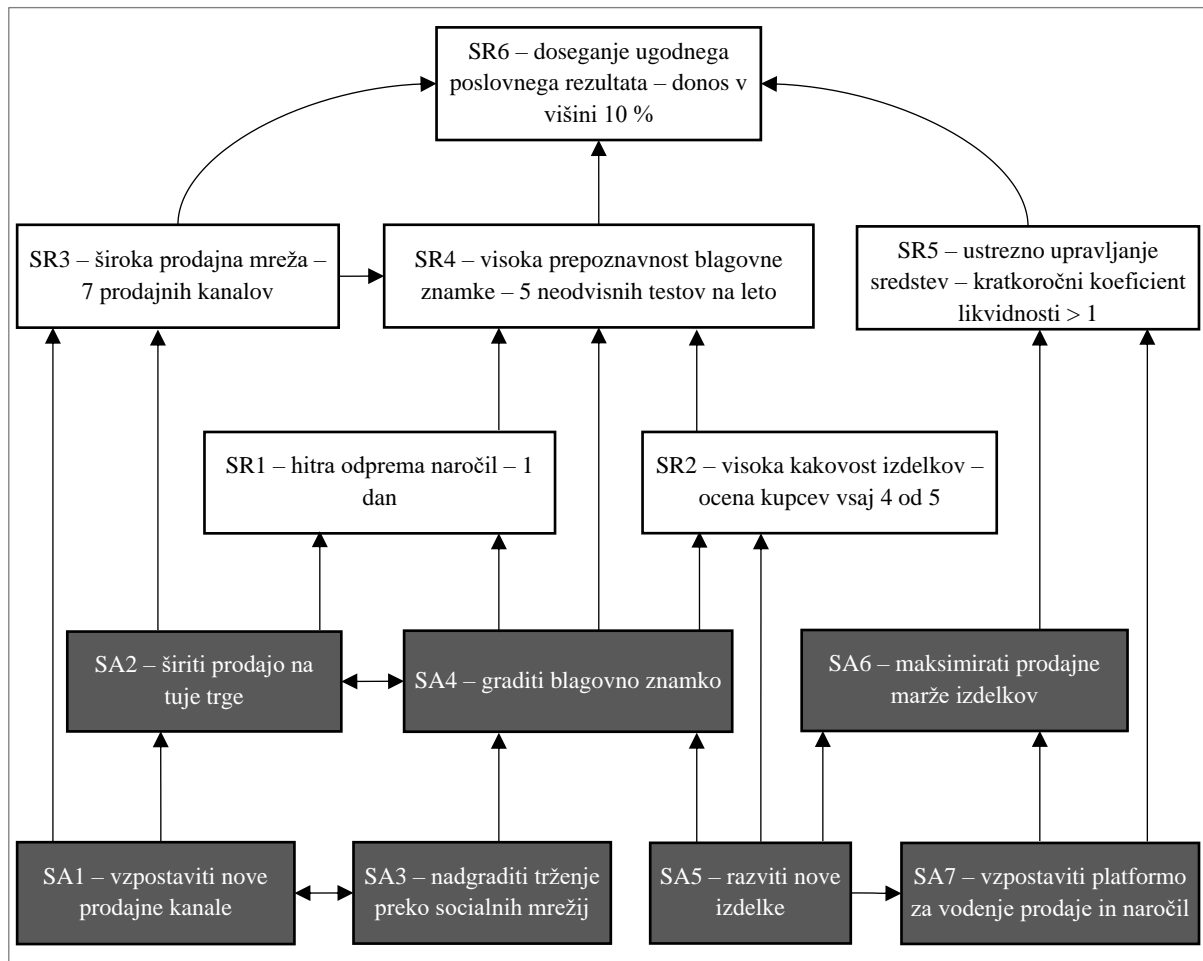 SR6 – doseganje ugodnega
poslovnega rezultata – donos v
višini 10 %
SR3 – široka prodajna mreža –
7 prodajnih kanalov
SR4 – visoka prepoznavnost blagovne
znamke – 5 neodvisnih testov na leto
SR5 – ustrezno upravljanje
sredstev – kratkoročni koeficient
likvidnosti > 1
SR1 – hitra odprema naročil – 1
dan
SR2 – visoka kakovost izdelkov –
ocena kupcev vsaj 4 od 5
SA2 – širiti prodajo na
tuje trge
SA4 – graditi blagovno znamko
SA6 – maksimirati prodajne
marže izdelkov
SA1 – vzpostaviti nove
prodajne kanale
SA3 – nadgraditi trženje
preko socialnih mrežij
SA5 – razviti nove
izdelke
SA7 – vzpostaviti platformo
za vodenje prodaje in naročil